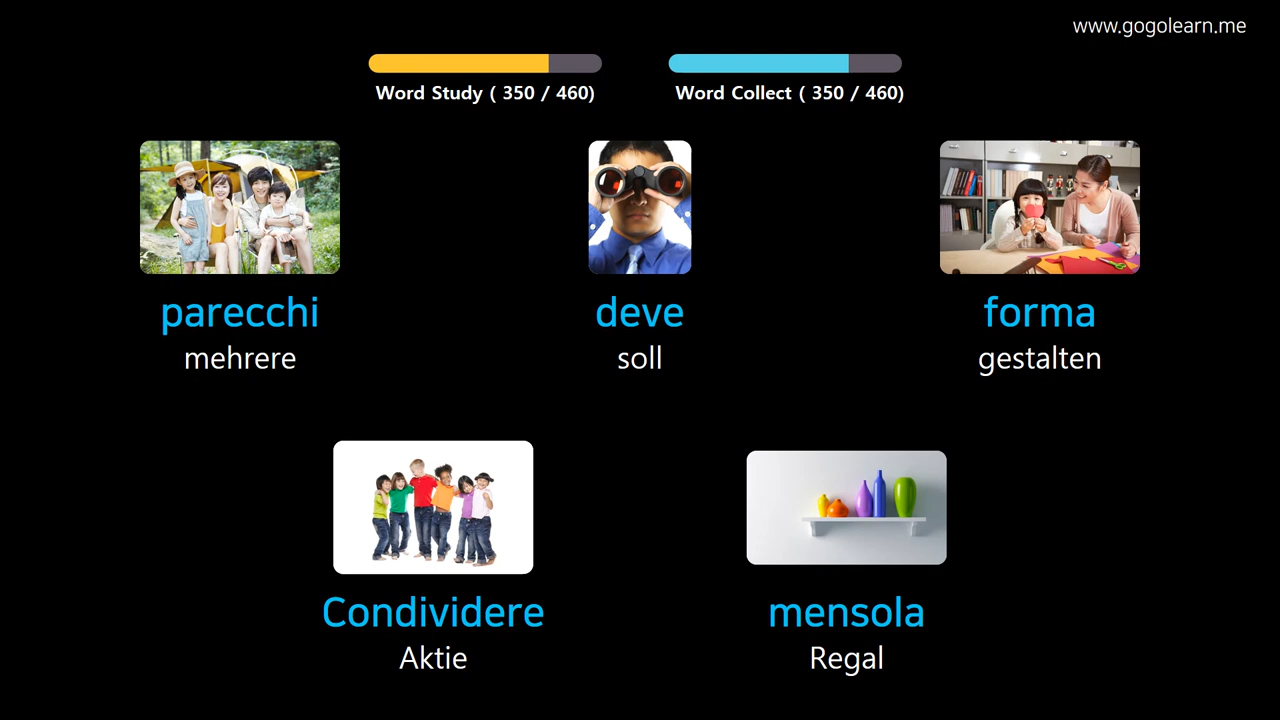 www.gogolearn.me
Word Study ( 350 / 460)
Word Collect ( 350 / 460)
parecchi
mehrere
deve
soll
forma
gestalten
Condividere
Aktie
mensola
Regal